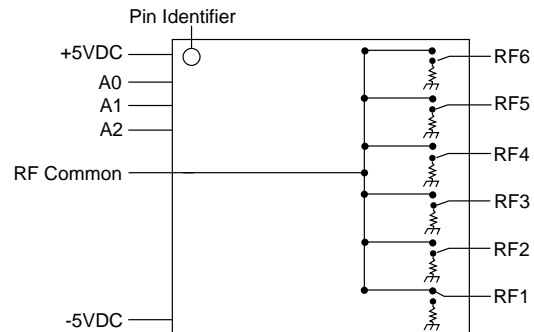 Pin Identifier
+5VDC
A0
A1
A2
RF Common
-5VDC
RF6
RF5
RF4
RF3
RF2
RF1